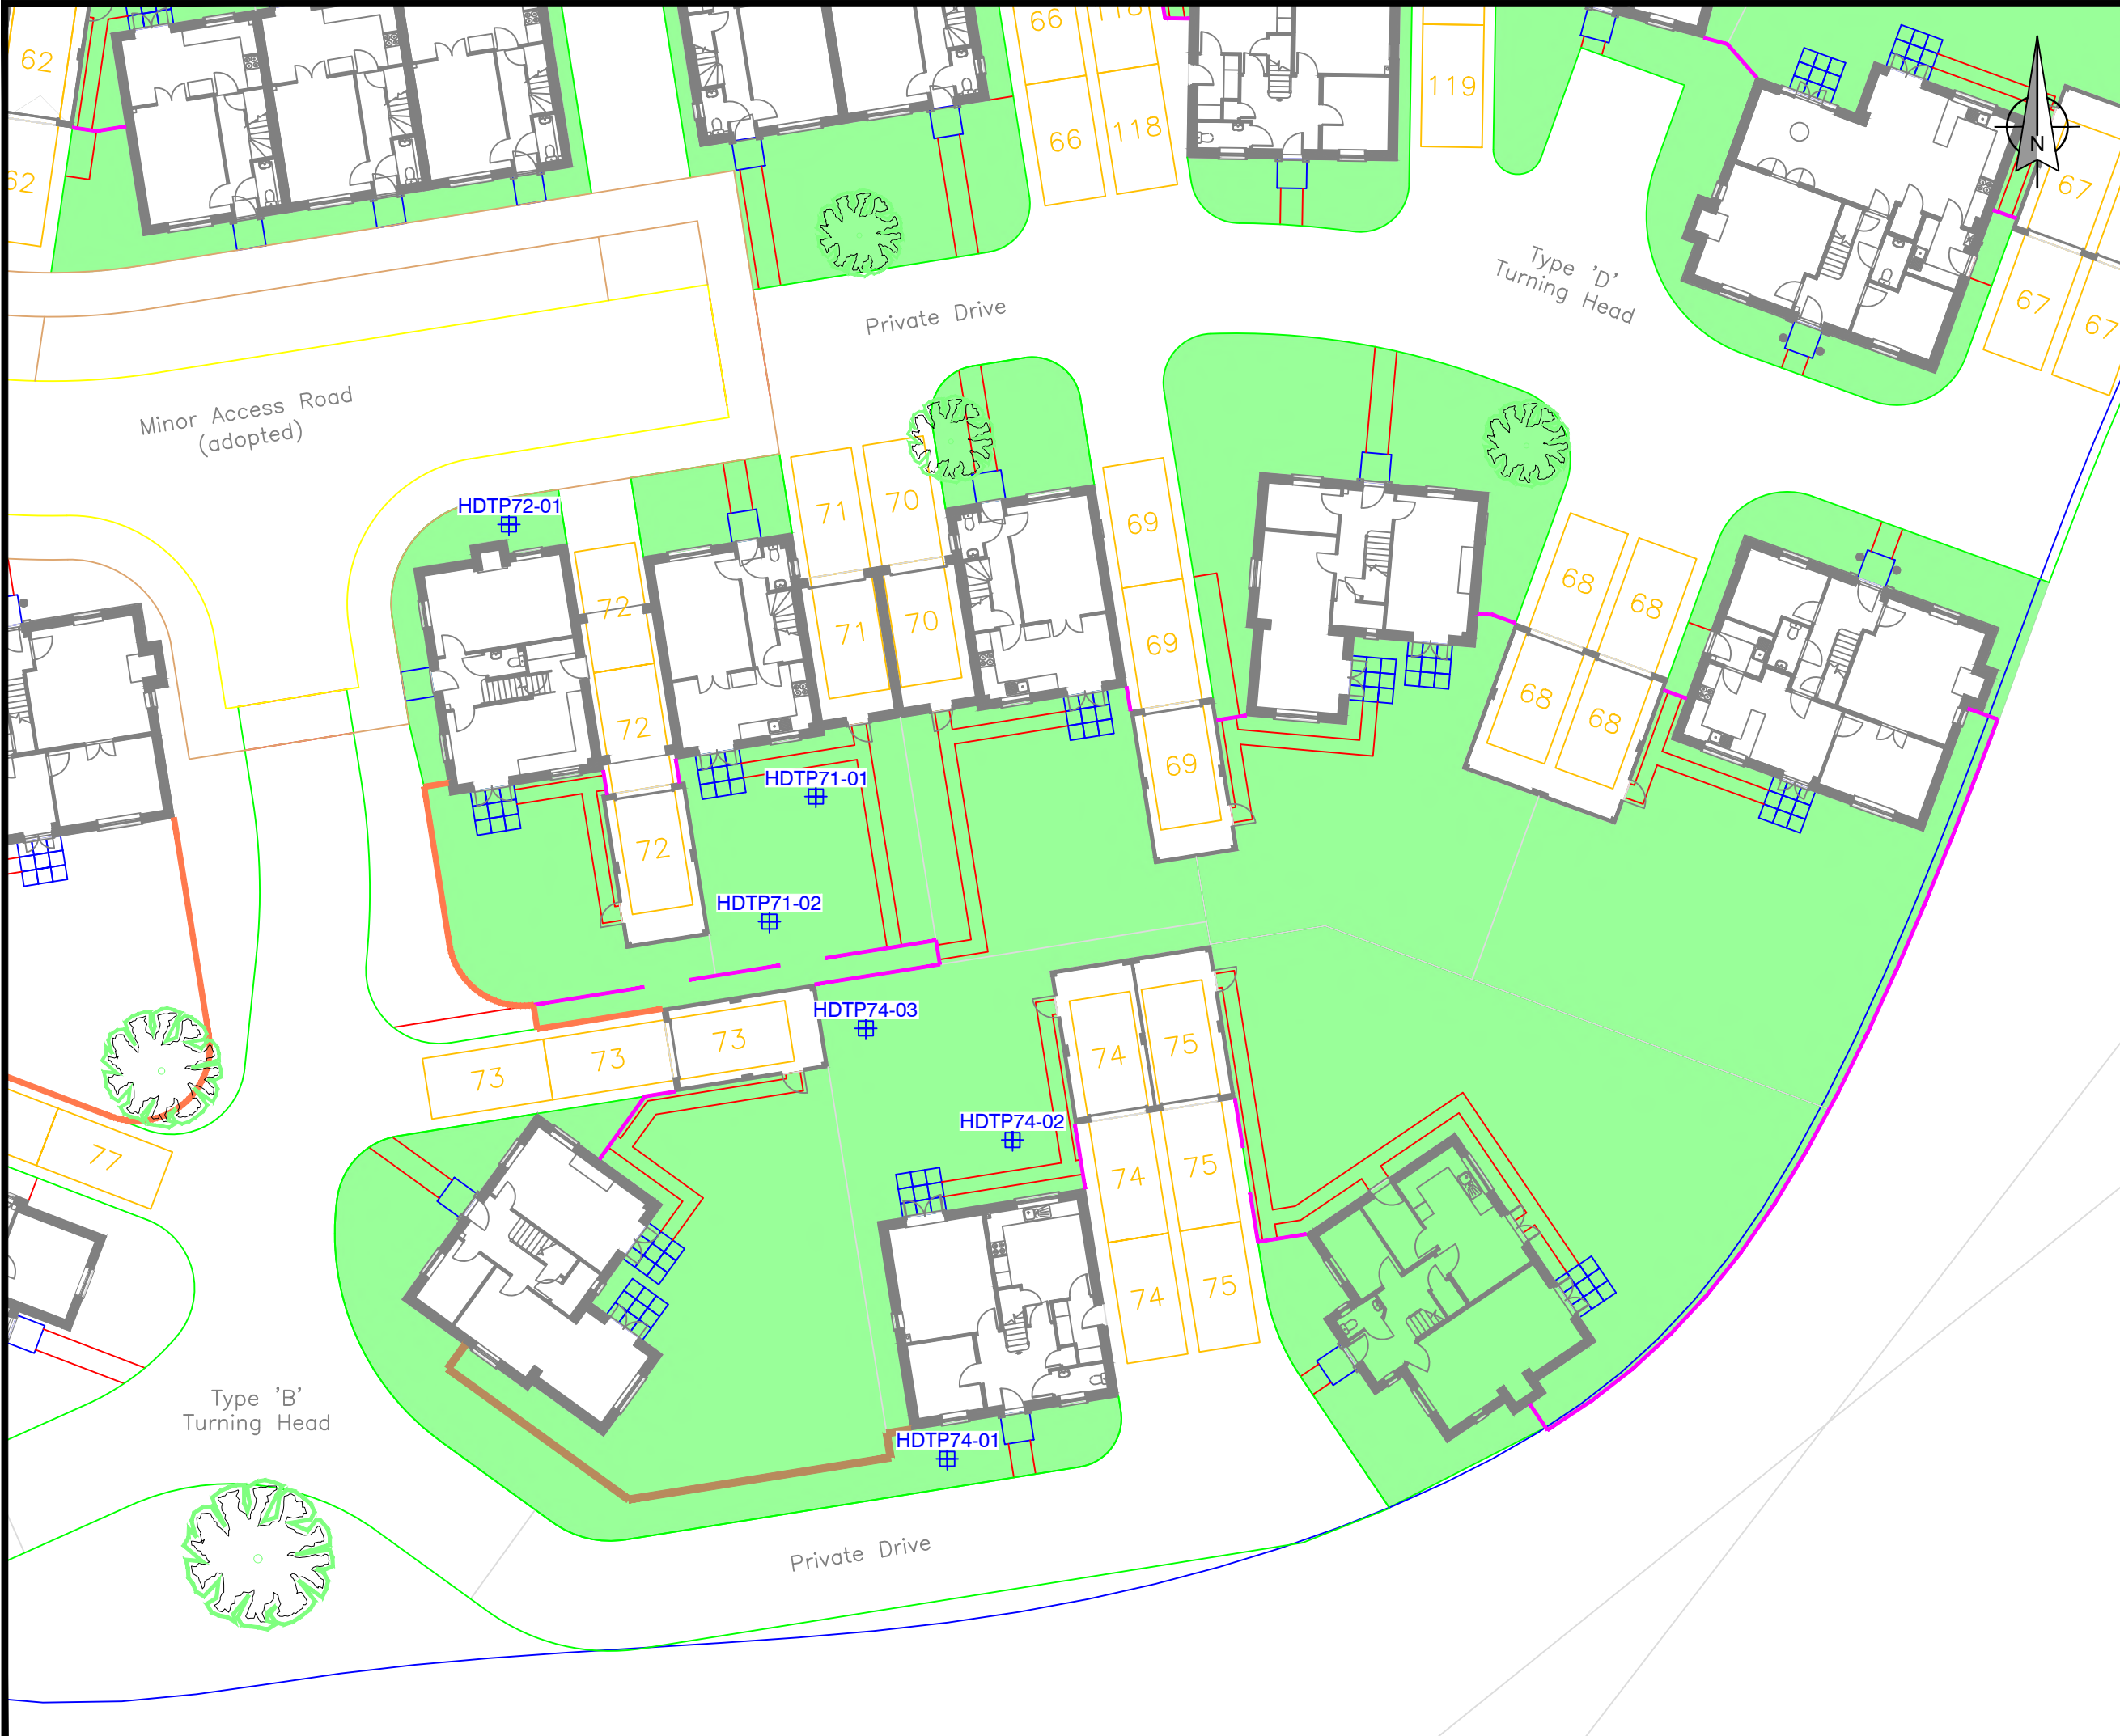 62
66
118
119
62
66
118
N
67
67
67
Type 'D'
Turning Head
Private Drive
Minor Access Road
(adopted)
HDTP72-01
71
70
69
72
71
70
69
68
68
72
68
68
69
HDTP71-01
72
HDTP71-02
HDTP74-03
73
73
73
74
75
HDTP74-02
77
74
75
74
75
Type 'B'
Turning Head
HDTP74-01
Private Drive